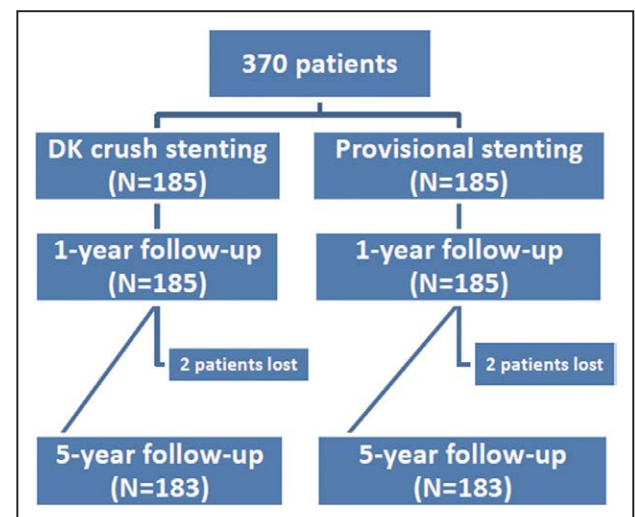 370 patients
DK crush stenting
(N=185)
Provisional stenting
(N=185)
1-year follow-up
(N=185)
1-year follow-up
(N=185)
2 patients lost
2 patients lost
5-year follow-up
(N=183)
5-year follow-up
(N=183)